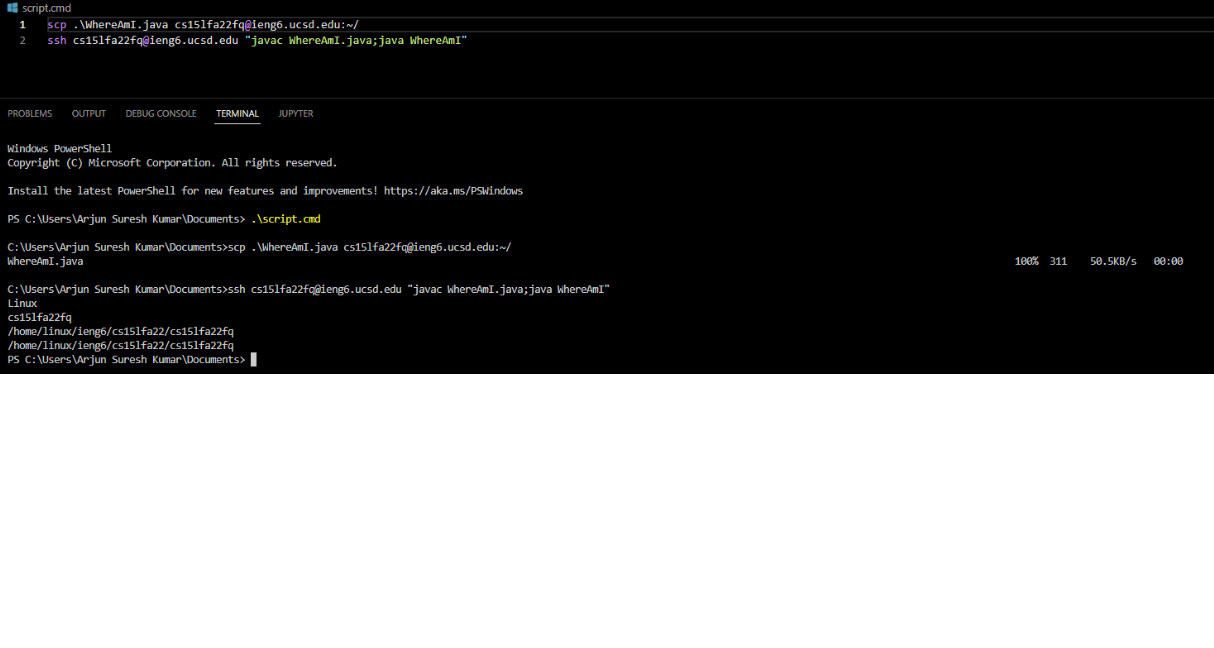 script.cmd
1 scp .\WhereAmI.java cs15lfa22fq@ieng6.ucsd.edu:~/
2 ssh cs15lfa22fq@ieng6.ucsd.edu "javac WhereAmI.java;java WhereAmI"
PROBLEMS OUTPUT DEBUG CONSOLE TERMINAL JUPYTER
Windows PowerShell
Copyright (C) Microsoft Corporation. All rights reserved.
Install the latest PowerShell for new features and improvements! https://aka.ms/PSWindows
PS C:\Users\Arjun Suresh Kumar\Documents> .\script.cmd
C:\Users\Arjun Suresh Kumar\Documents>scp .\WhereAmI.java cs15lfa22fq@ieng6.ucsd.edu:~/
WhereAmI.java 100% 311 50.5KB/s 00:00
C:\Users\Arjun Suresh Kumar\Documents>ssh cs15lfa22fq@ieng6.ucsd.edu "javac WhereAmI.java;java WhereAmI"
Linux
cs15lfa22fq
/home/linux/ieng6/cs15lfa22/cs15lfa22fq
/home/linux/ieng6/cs15lfa22/cs15lfa22fq
PS C:\Users\Arjun Suresh Kumar\Documents>